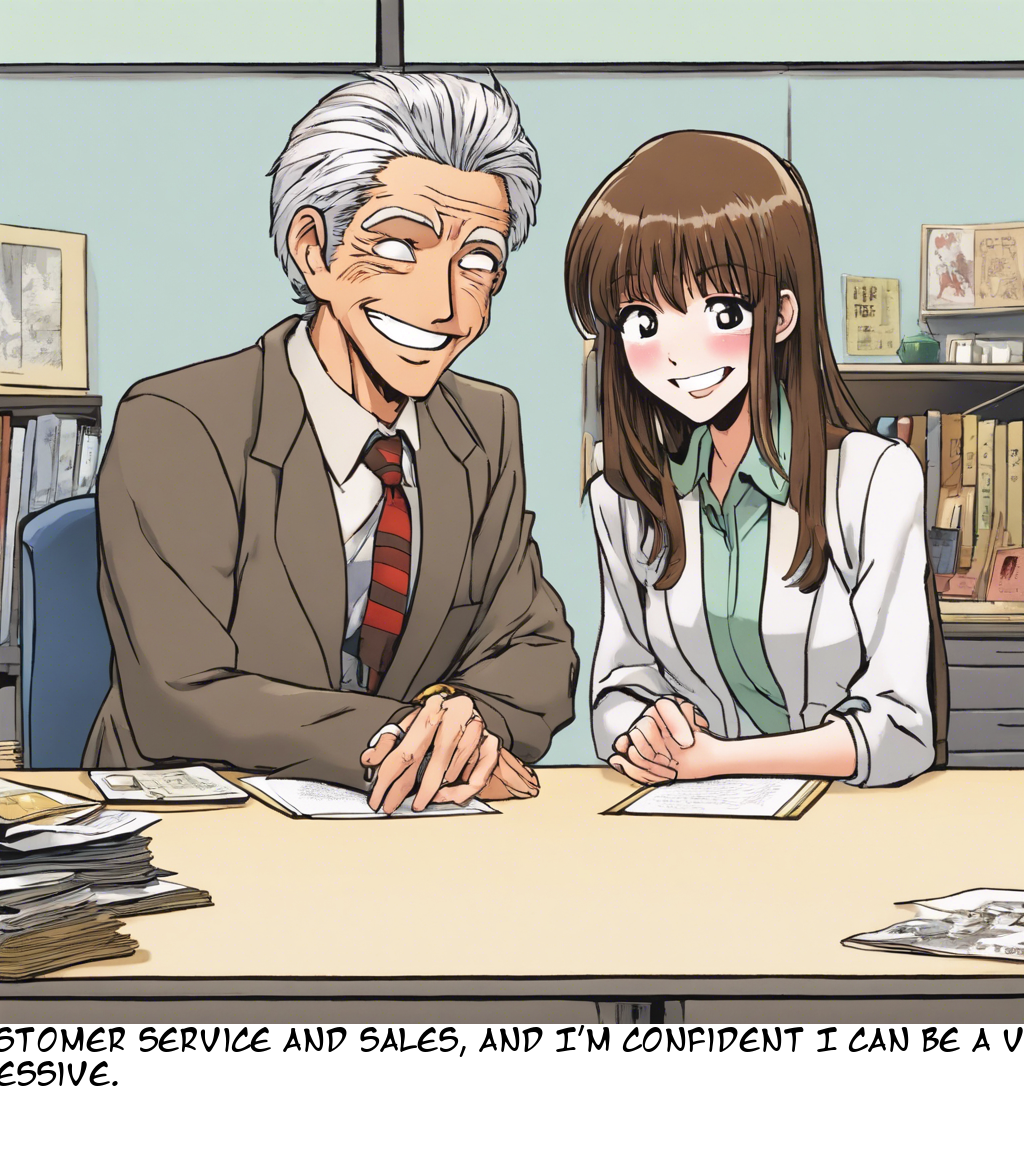 STOMER SERVICE AND SALES, AND I'M CONFIDENT I CAN BE A V
ESSIVE.